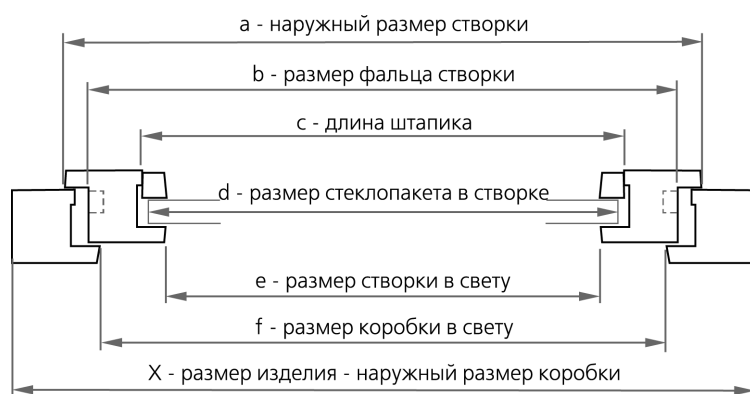 a - наружный размер створки
b - размер фальца створки
c - длина штапика
d - размер стеклопакета в створке
e - размер створки в свету
f - размер коробки в свету
X - размер изделия - наружный размер коробки